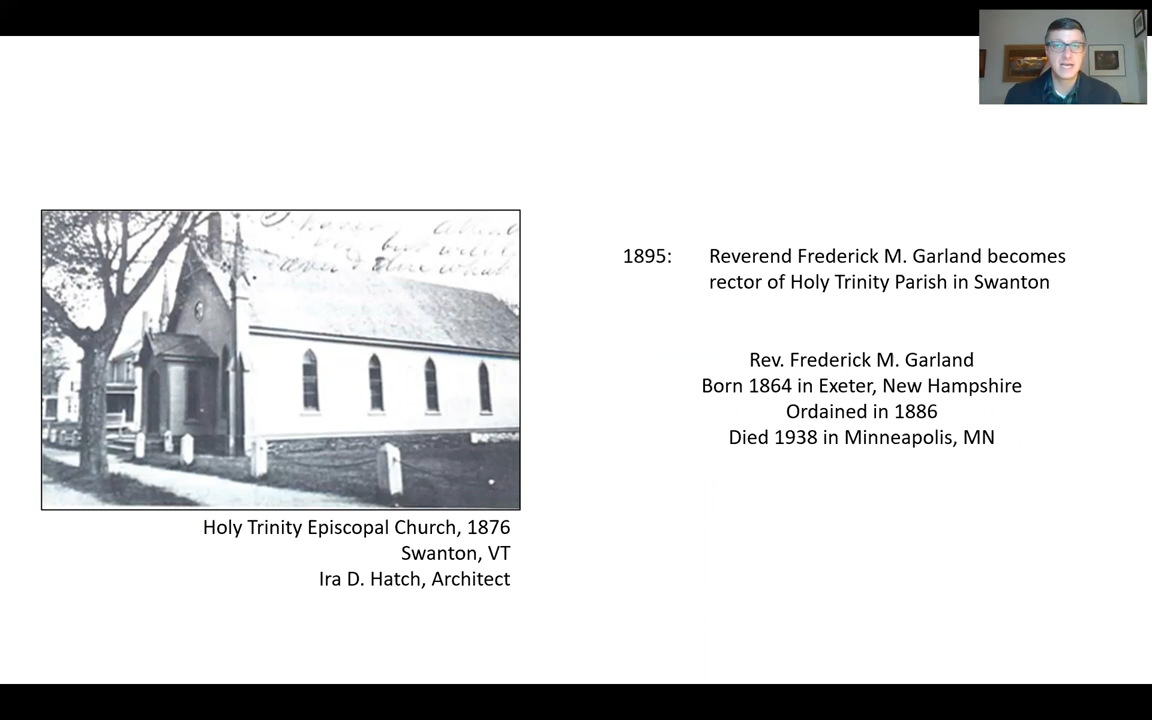 1895: Reverend Frederick M. Garland becomes
rector of Holy Trinity Parish in Swanton
Rev. Frederick M. Garland
Born 1864 in Exeter, New Hampshire
Ordained in 1886
Died 1938 in Minneapolis, MN
Holy Trinity Episcopal Church, 1876
Swanton, VT
Ira D. Hatch, Architect